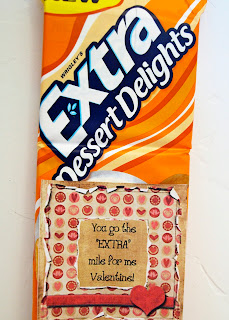 NEW
WRIGLEY'S
Extra
Dessert Delights
You go the
"EXTRA"
mile for me
Valentine!